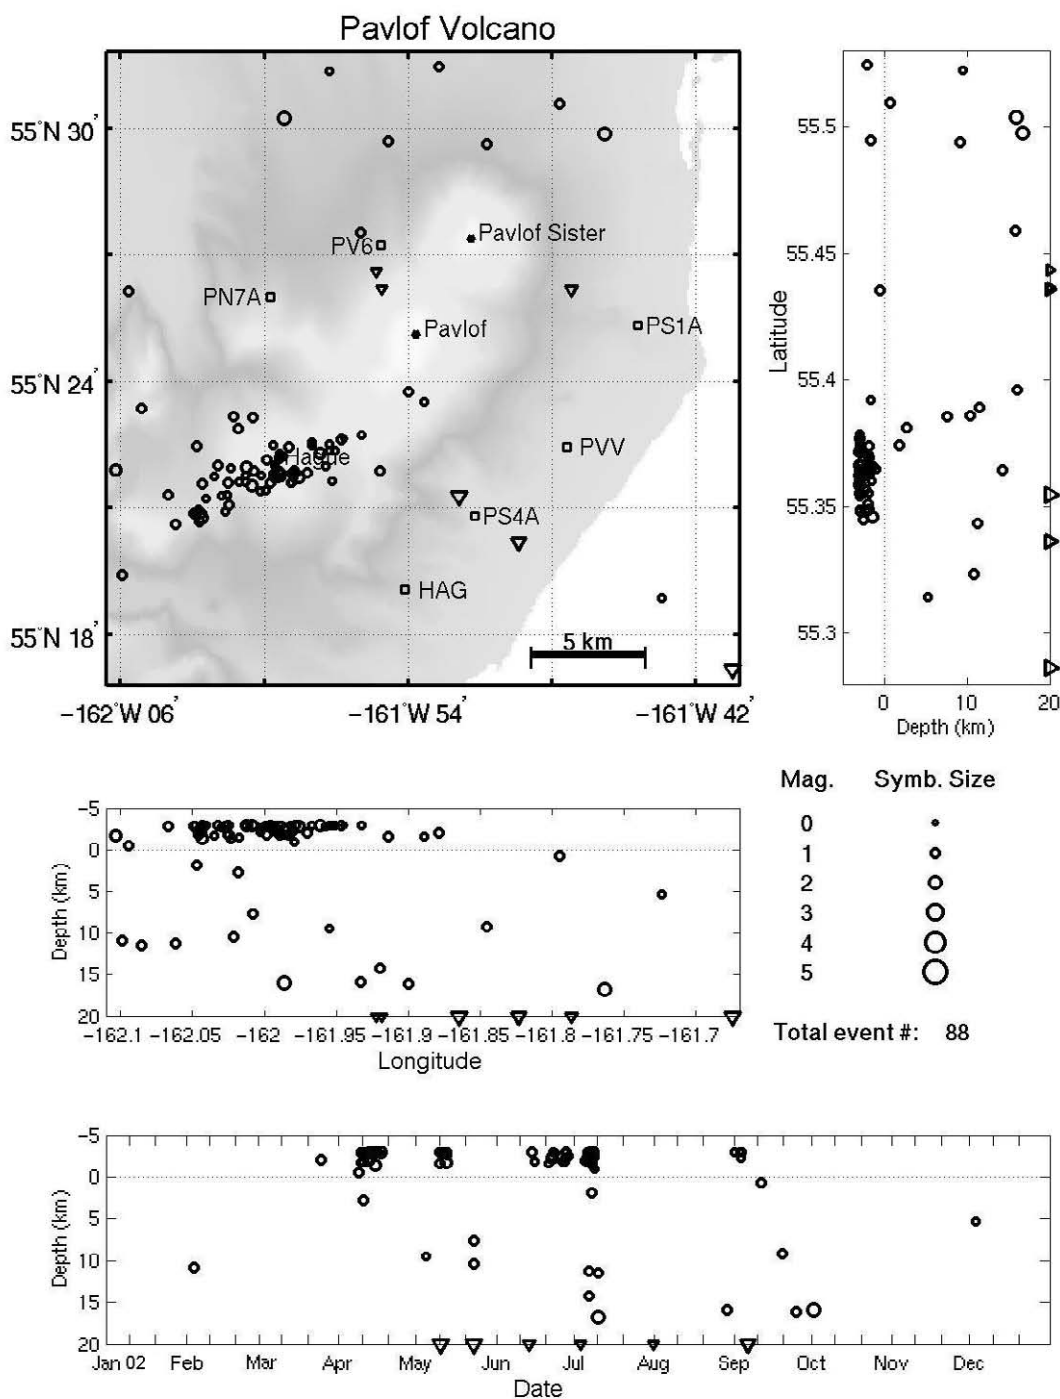 Pavlof Volcano
55°N 30'
55°N 24'
55°N 18'
−162°W 06'
−161°W 54'
−161°W 42'
Pavlof Sister
PV6
PN7A
PS1A
Pavlof
Hague
PVV
PS4A
HAG
5 km
Latitude
55.5
55.45
55.4
55.35
55.3
0
10
20
Depth (km)
Mag. Symb. Size
0
1
2
3
4
5
Total event #: 88
Depth (km)
−5
0
5
10
15
20
−162.1 −162.05 −162 −161.95 −161.9 −161.85 −161.8 −161.75 −161.7
Longitude
Depth (km)
−5
0
5
10
15
20
Jan 02 Feb Mar Apr May Jun Jul Aug Sep Oct Nov Dec
Date